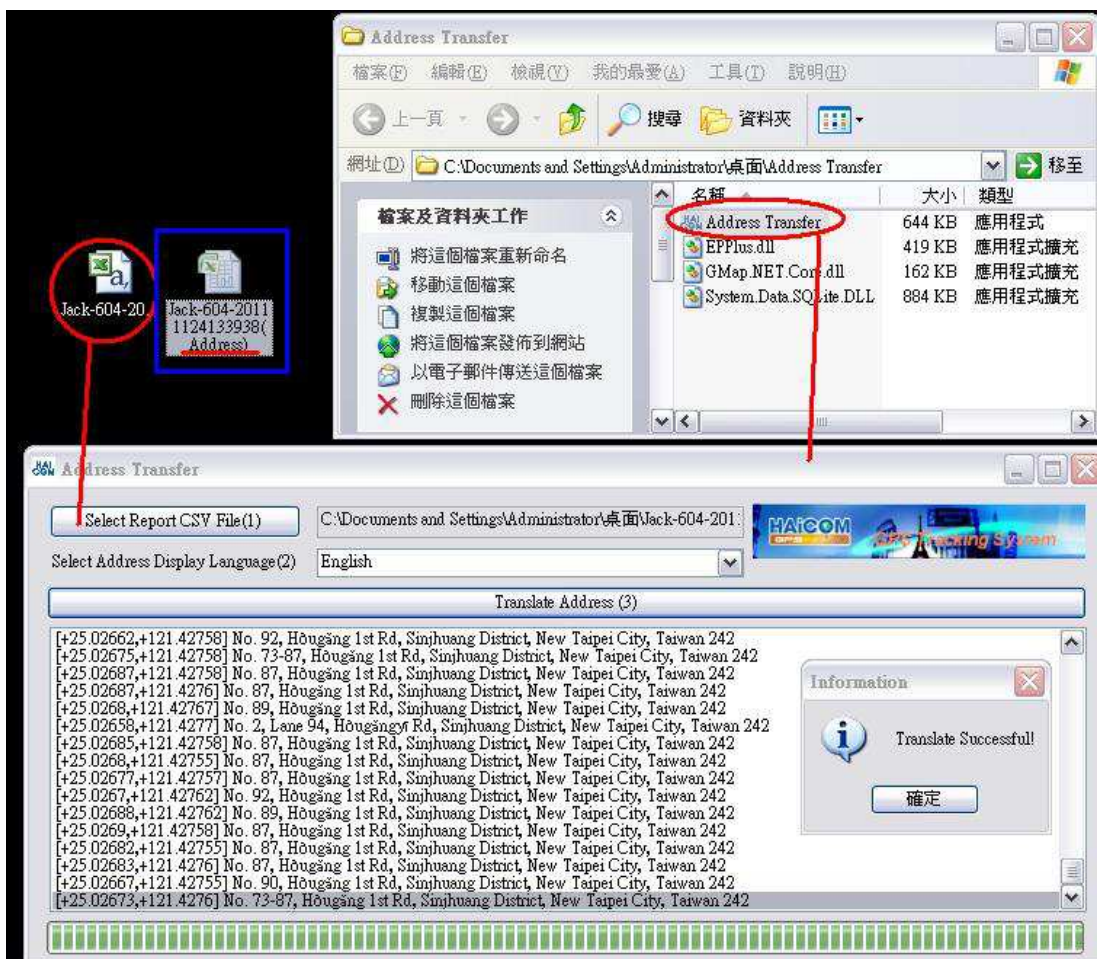 Address Transfer
檔案(F) 編輯(E) 檢視(V) 我的最愛(A) 工具(T) 說明(H)
上一頁 搜尋 資料夾
網址(D) C:\Documents and Settings\Administrator\桌面\Address Transfer 移至
檔案及資料夾工作
將這個檔案重新命名
移動這個檔案
複製這個檔案
將這個檔案發佈到網站
以電子郵件傳送這個檔案
刪除這個檔案
名稱 大小 類型
Address Transfer 644 KB 應用程式
EPPlus.dll 419 KB 應用程式擴充
GMap.NET.Core.dll 162 KB 應用程式擴充
System.Data.SQLite.DLL 884 KB 應用程式擴充
Jack-604-20
Jack-604-2011
1124133938(
Address)
Address Transfer
Select Report CSV File(1) C:\Documents and Settings\Administrator\桌面\Jack-604-201
HAICOM GPS Tracking System
Select Address Display Language(2) English
Translate Address (3)
[+25.02662,+121.42758] No. 92, Hòugǎng 1st Rd, Sinjhuang District, New Taipei City, Taiwan 242
[+25.02675,+121.42758] No. 73-87, Hòugǎng 1st Rd, Sinjhuang District, New Taipei City, Taiwan 242
[+25.02687,+121.42758] No. 87, Hòugǎng 1st Rd, Sinjhuang District, New Taipei City, Taiwan 242
[+25.02687,+121.4276] No. 87, Hòugǎng 1st Rd, Sinjhuang District, New Taipei City, Taiwan 242
[+25.0268,+121.42767] No. 89, Hòugǎng 1st Rd, Sinjhuang District, New Taipei City, Taiwan 242
[+25.02658,+121.4277] No. 2, Lane 94, Hòugǎngyī Rd, Sinjhuang District, New Taipei City, Taiwan 242
[+25.02685,+121.42758] No. 87, Hòugǎng 1st Rd, Sinjhuang District, New Taipei City, Taiwan 242
[+25.0268,+121.42755] No. 87, Hòugǎng 1st Rd, Sinjhuang District, New Taipei City, Taiwan 242
[+25.02677,+121.42757] No. 87, Hòugǎng 1st Rd, Sinjhuang District, New Taipei City, Taiwan 242
[+25.0267,+121.42762] No. 92, Hòugǎng 1st Rd, Sinjhuang District, New Taipei City, Taiwan 242
[+25.02688,+121.42762] No. 89, Hòugǎng 1st Rd, Sinjhuang District, New Taipei City, Taiwan 242
[+25.0269,+121.42758] No. 87, Hòugǎng 1st Rd, Sinjhuang District, New Taipei City, Taiwan 242
[+25.02682,+121.42755] No. 87, Hòugǎng 1st Rd, Sinjhuang District, New Taipei City, Taiwan 242
[+25.02683,+121.4276] No. 87, Hòugǎng 1st Rd, Sinjhuang District, New Taipei City, Taiwan 242
[+25.02667,+121.42755] No. 90, Hòugǎng 1st Rd, Sinjhuang District, New Taipei City, Taiwan 242
[+25.02673,+121.4276] No. 73-87, Hòugǎng 1st Rd, Sinjhuang District, New Taipei City, Taiwan 242
Information
Translate Successful!
確定